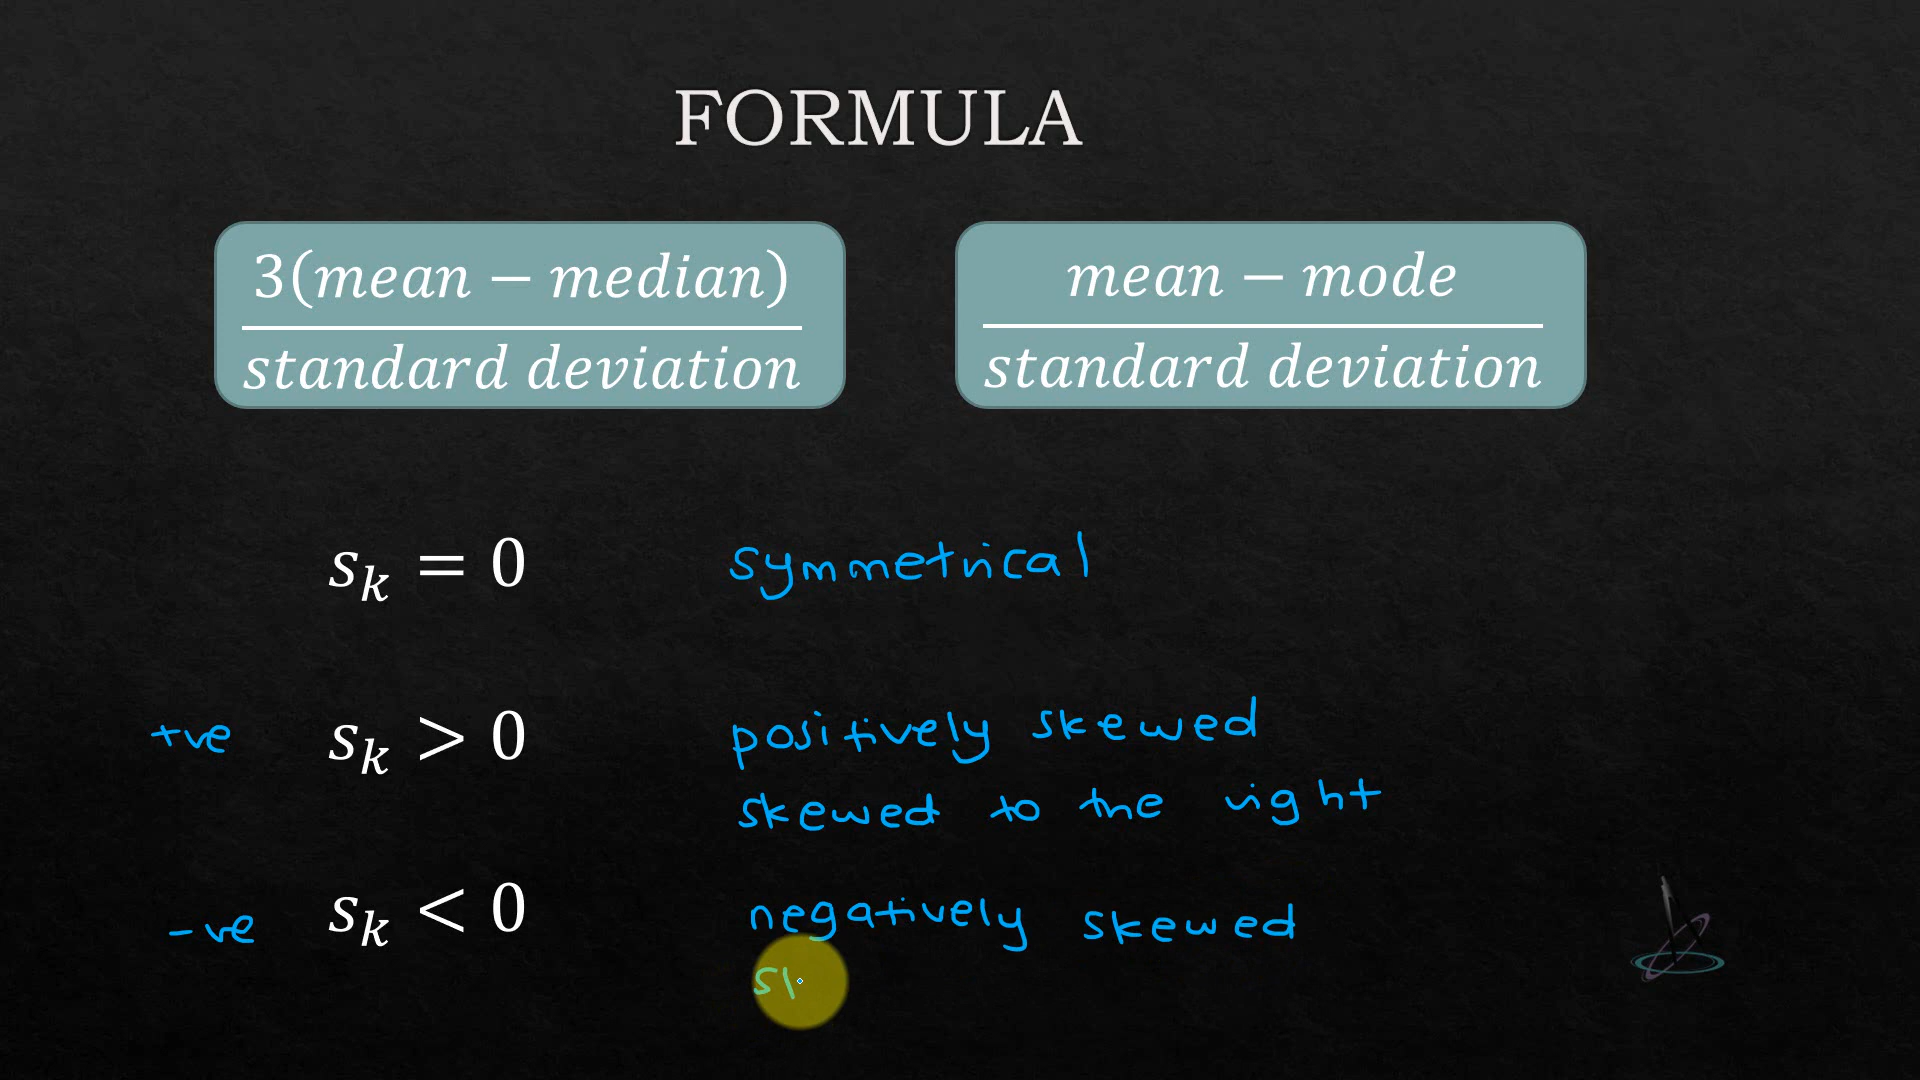 FORMULA
3(mean − median)
standard deviation
mean − mode
standard deviation
s_k = 0 symmetrical
+ve s_k > 0 positively skewed
skewed to the right
-ve s_k < 0 negatively skewed